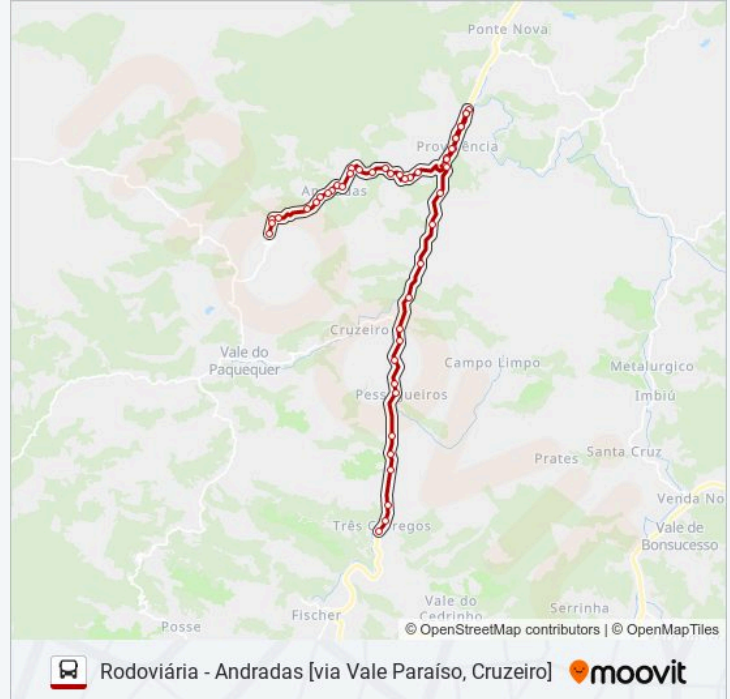 Ponte Nova
Providência
Andradas
Cruzeiro
Vale do
Paquequer
Campo Limpo
Metalurgico
Imbiú
Pessegueiros
Prates
Santa Cruz
Venda No
Três Córregos
Vale de
Bonsucesso
Fischer
Vale do
Cedrinho
Serrinha
Posse
© OpenStreetMap contributors | © OpenMapTiles
Rodoviária - Andradas [via Vale Paraíso, Cruzeiro]
moovit